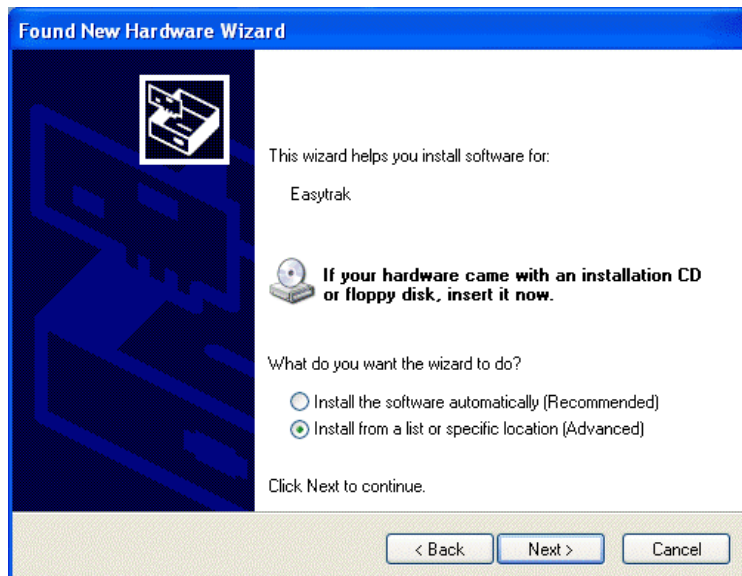 Found New Hardware Wizard
This wizard helps you install software for:
Easytrak
If your hardware came with an installation CD
or floppy disk, insert it now.
What do you want the wizard to do?
Install the software automatically (Recommended)
Install from a list or specific location (Advanced)
Click Next to continue.
< Back
Next >
Cancel